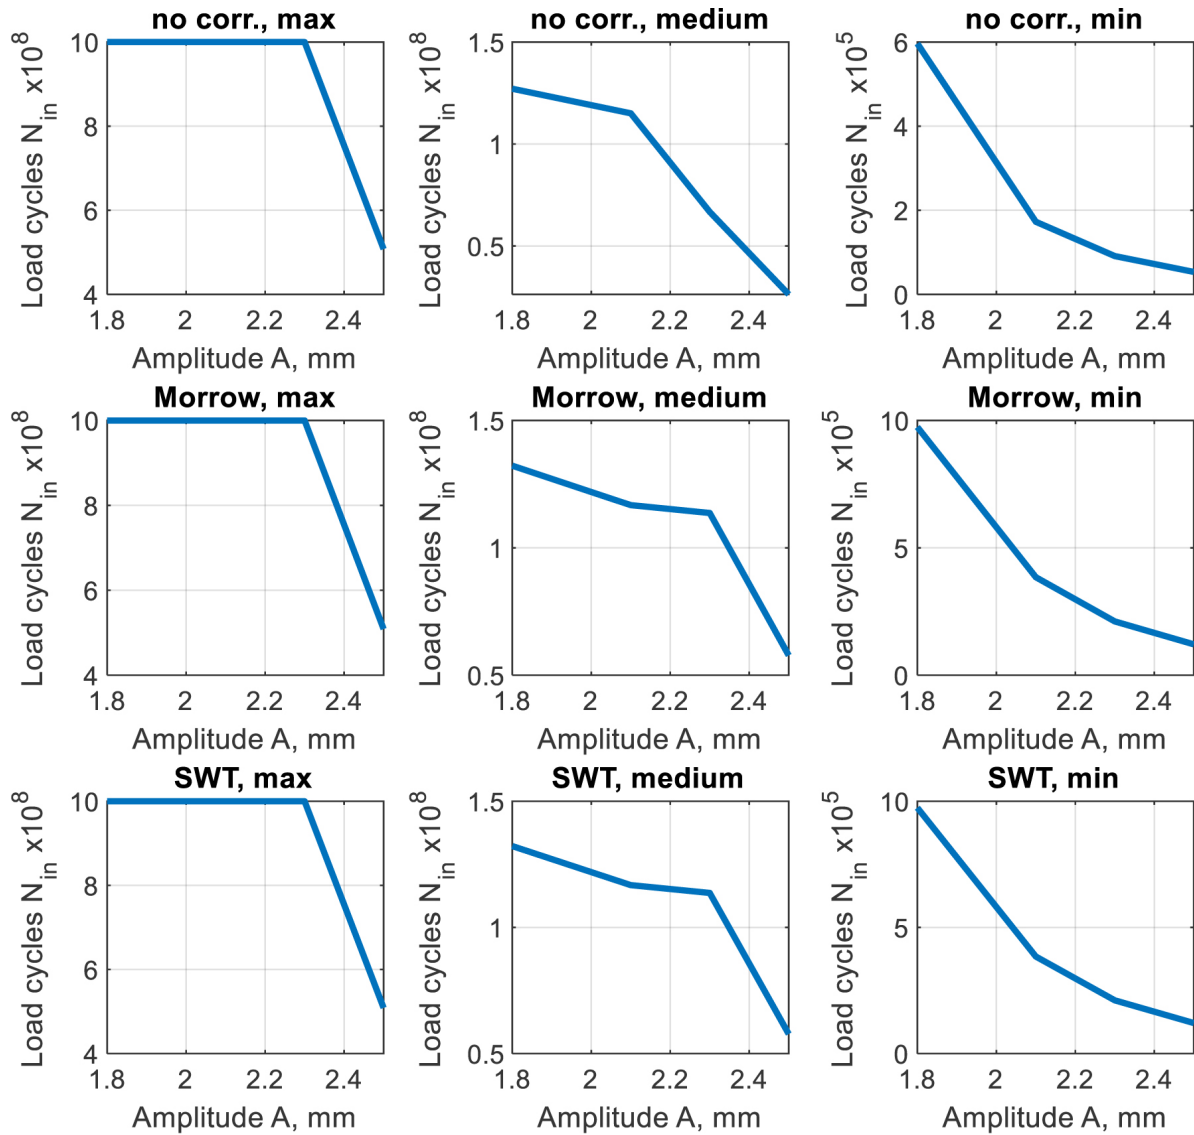 no corr., max
no corr., medium
no corr., min
Load cycles N_in x10^8
10
8
6
4
1.8 2 2.2 2.4
Amplitude A, mm
Load cycles N_in x10^8
1.5
1
0.5
1.8 2 2.2 2.4
Amplitude A, mm
Load cycles N_in x10^5
6
4
2
0
1.8 2 2.2 2.4
Amplitude A, mm
Morrow, max
Morrow, medium
Morrow, min
Load cycles N_in x10^8
10
8
6
4
1.8 2 2.2 2.4
Amplitude A, mm
Load cycles N_in x10^8
1.5
1
0.5
1.8 2 2.2 2.4
Amplitude A, mm
Load cycles N_in x10^5
10
5
0
1.8 2 2.2 2.4
Amplitude A, mm
SWT, max
SWT, medium
SWT, min
Load cycles N_in x10^8
10
8
6
4
1.8 2 2.2 2.4
Amplitude A, mm
Load cycles N_in x10^8
1.5
1
0.5
1.8 2 2.2 2.4
Amplitude A, mm
Load cycles N_in x10^5
10
5
0
1.8 2 2.2 2.4
Amplitude A, mm